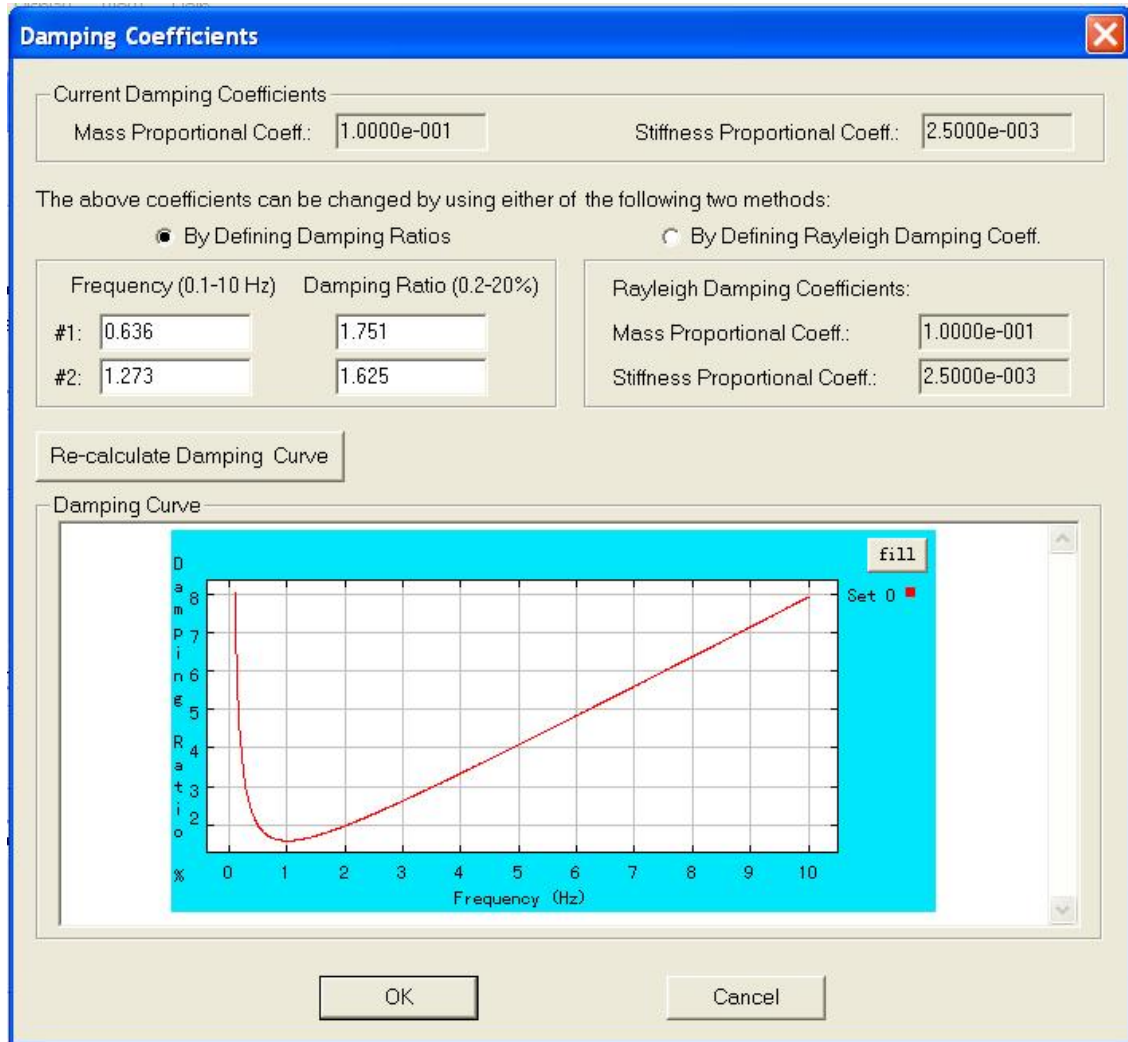 Damping Coefficients
Current Damping Coefficients
Mass Proportional Coeff.: 1.0000e-001 Stiffness Proportional Coeff.: 2.5000e-003
The above coefficients can be changed by using either of the following two methods:
By Defining Damping Ratios By Defining Rayleigh Damping Coeff.
Frequency (0.1-10 Hz) Damping Ratio (0.2-20%)
#1: 0.636 1.751
#2: 1.273 1.625
Rayleigh Damping Coefficients:
Mass Proportional Coeff.: 1.0000e-001
Stiffness Proportional Coeff.: 2.5000e-003
Re-calculate Damping Curve
Damping Curve
fill
Set 0
Damping Ratio %
8
7
6
5
4
3
2
0 1 2 3 4 5 6 7 8 9 10
Frequency (Hz)
OK Cancel